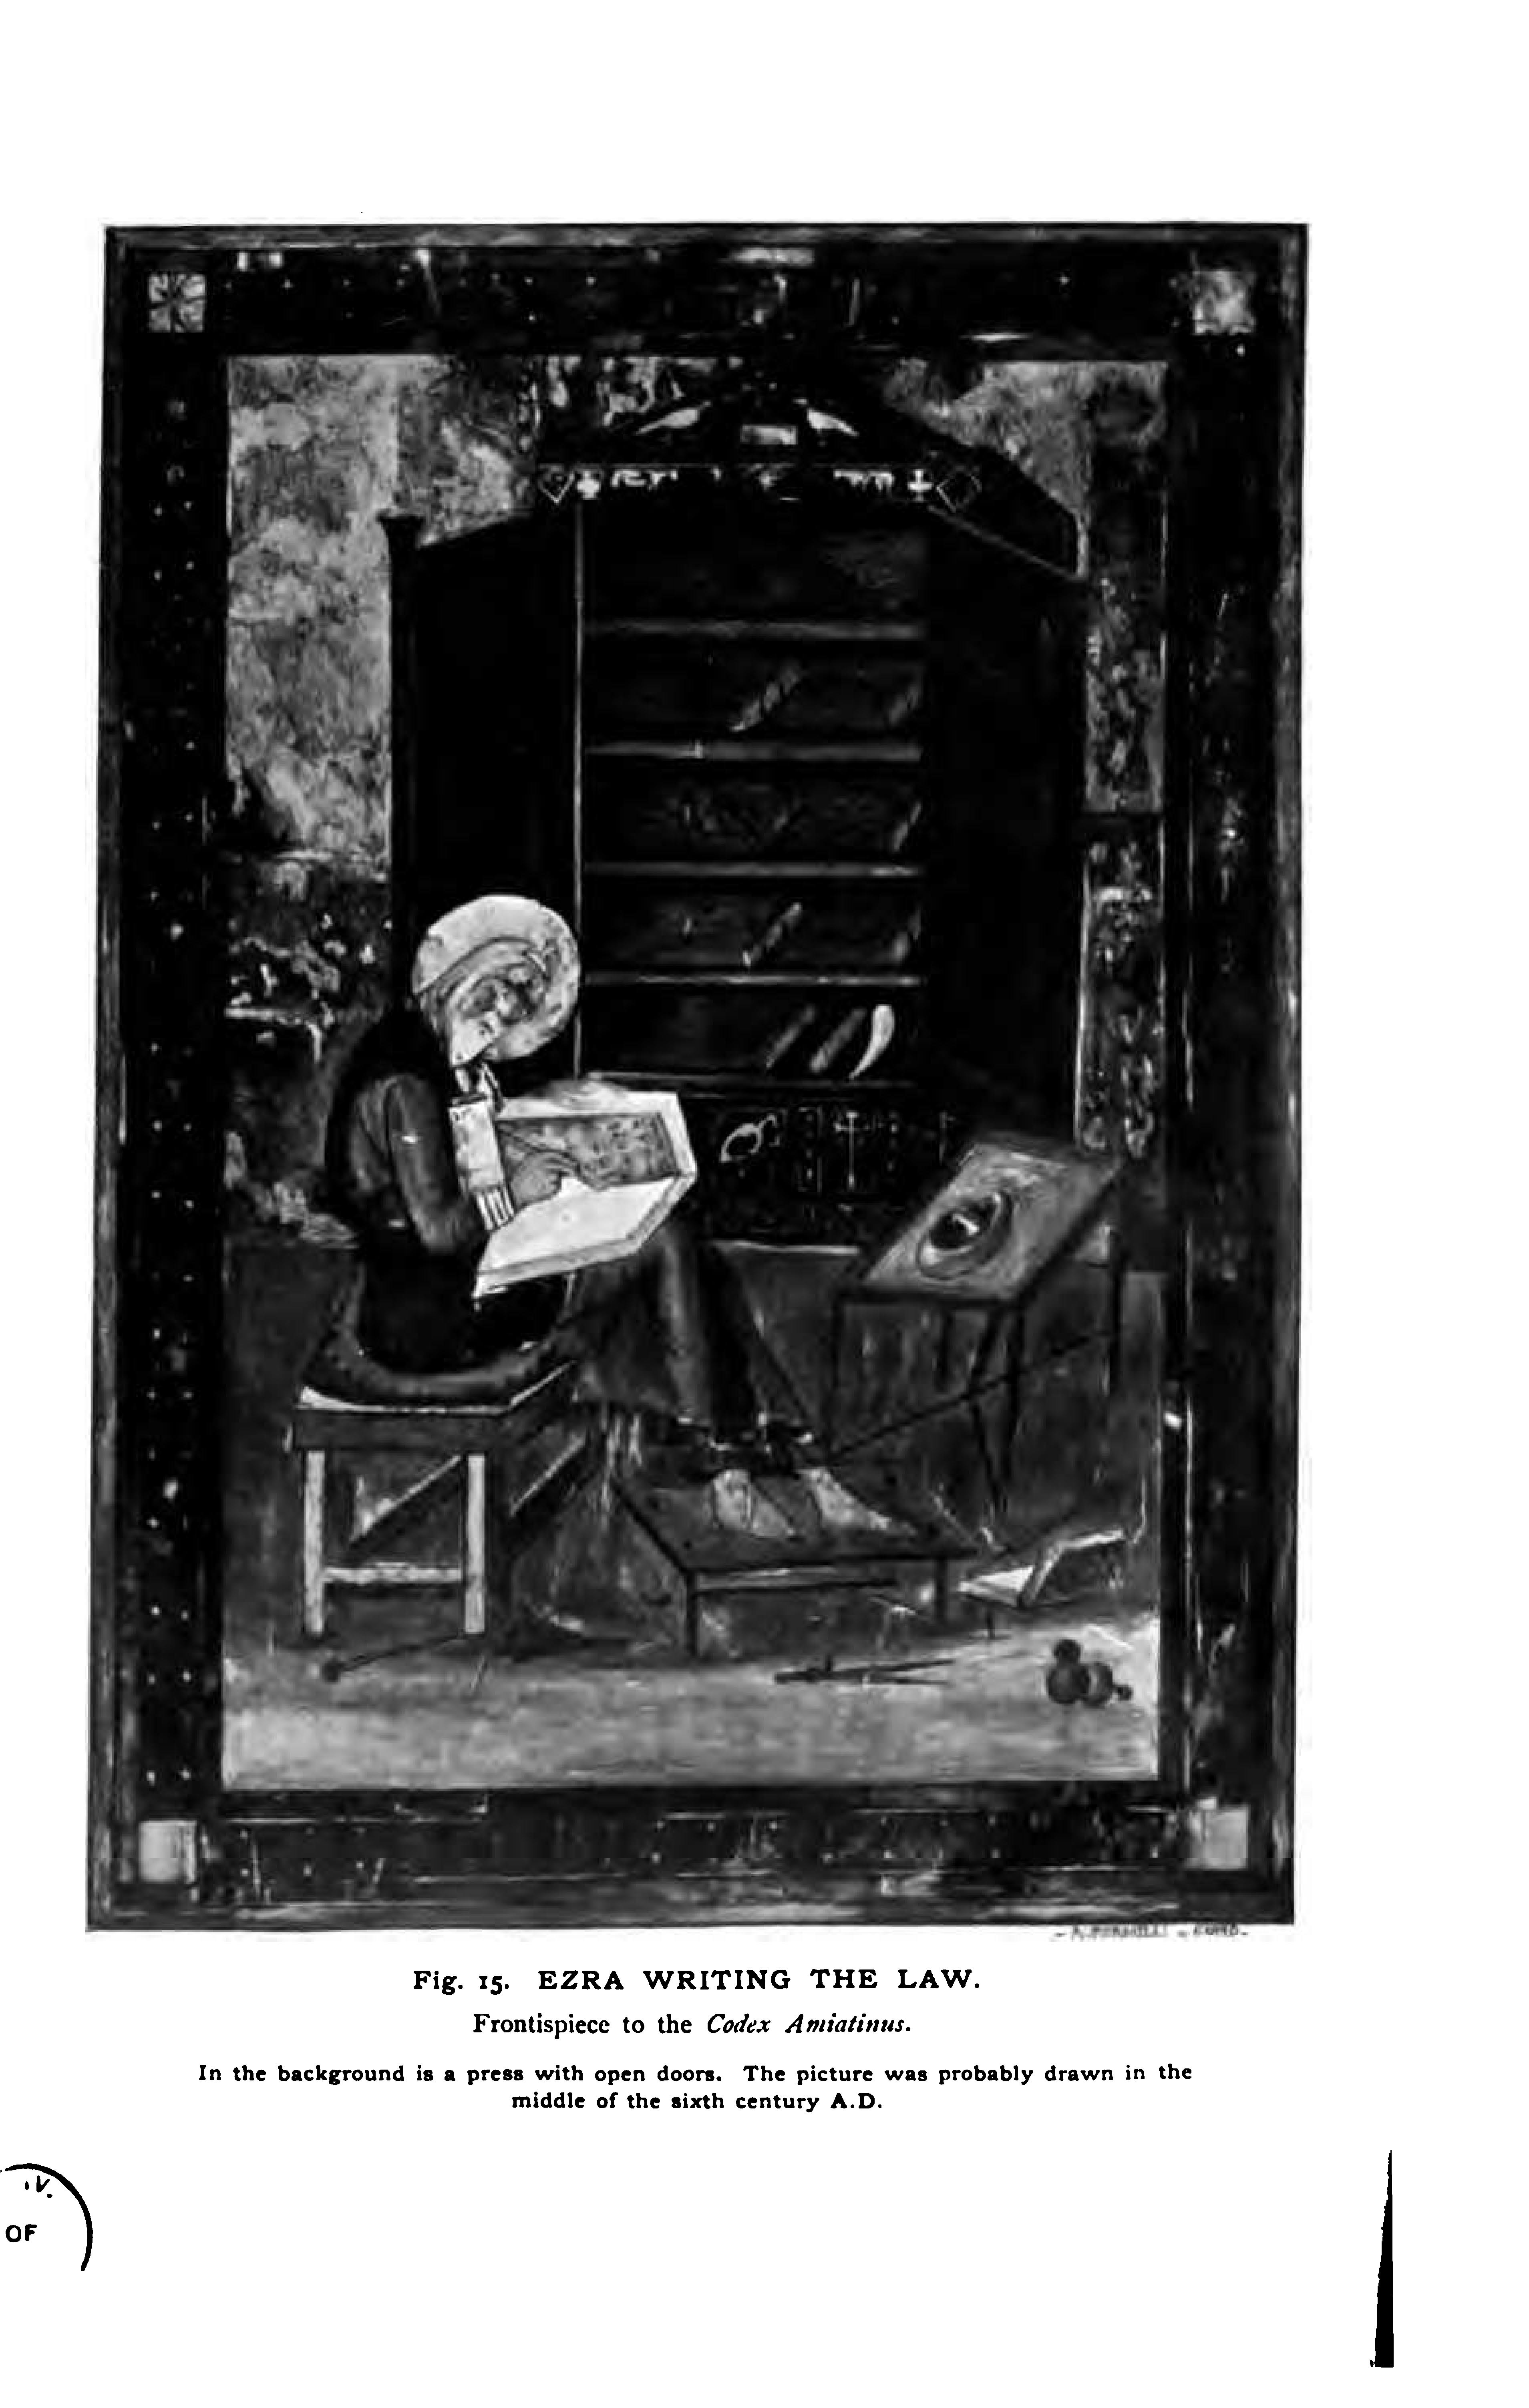 Fig. 15. EZRA WRITING THE LAW.
Frontispiece to the Codex Amiatinus.
In the background is a press with open doors. The picture was probably drawn in the
middle of the sixth century A.D.
IV.
OF